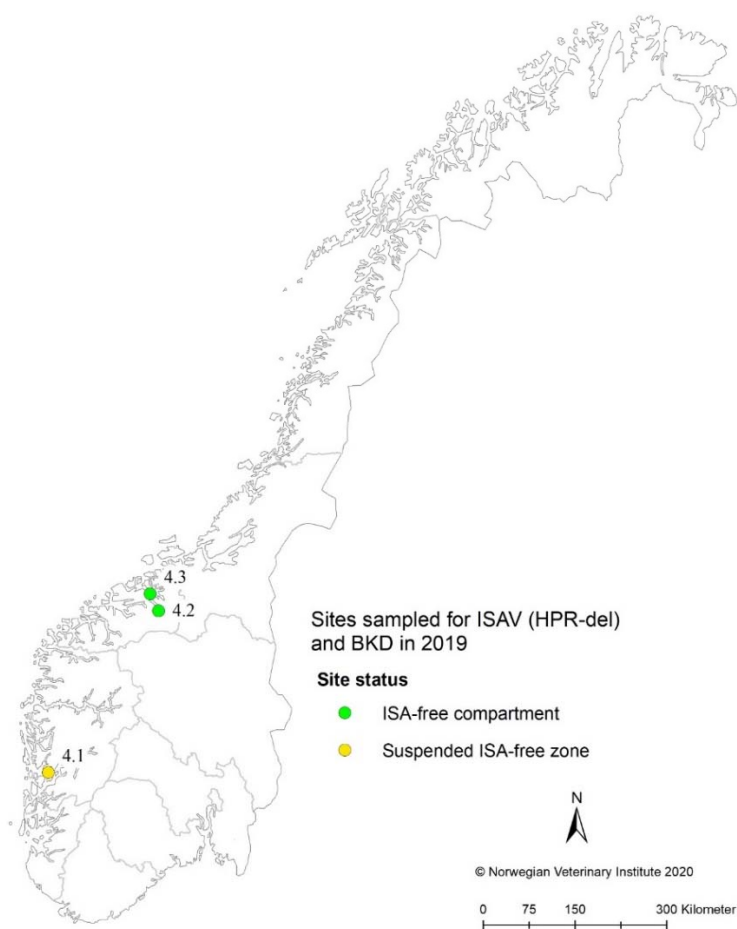 4.3
4.2
4.1
Sites sampled for ISAV (HPR-del)
and BKD in 2019
Site status
ISA-free compartment
Suspended ISA-free zone
N
© Norwegian Veterinary Institute 2020
0 75 150 300 Kilometer